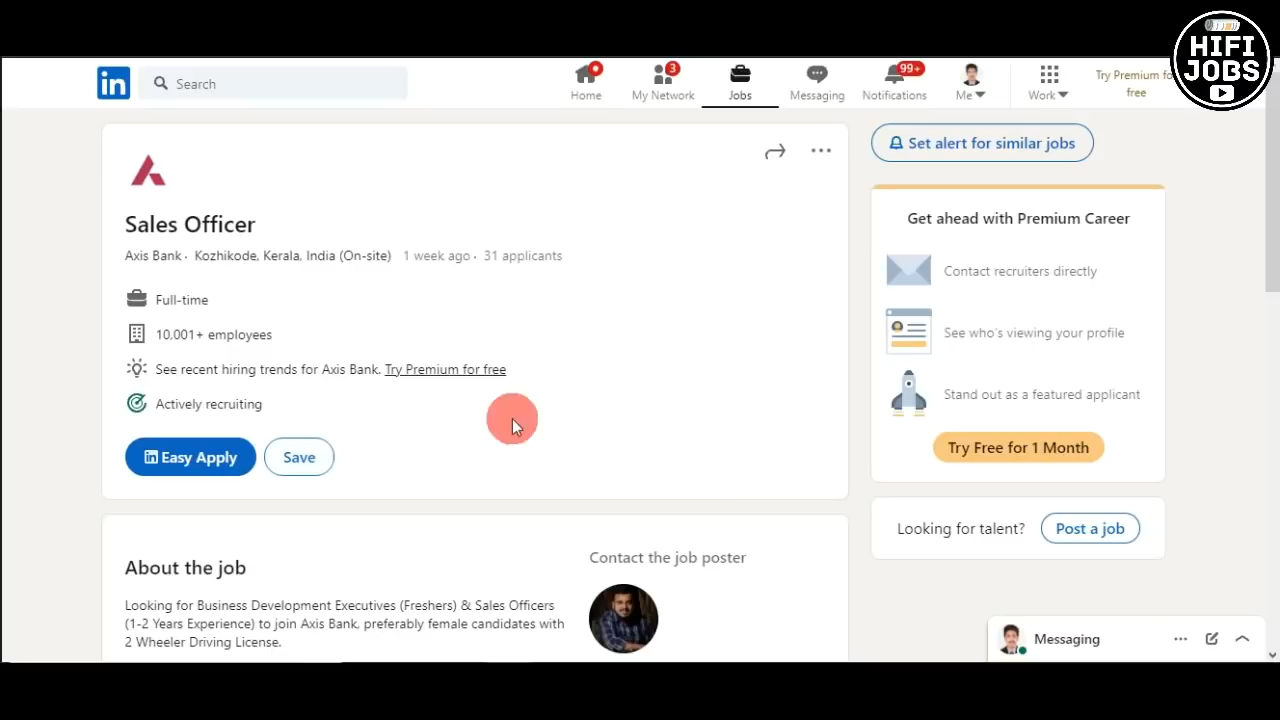 HIFI
JOBS
in
Search
Home
3
My Network
Jobs
Messaging
99+
Notifications
Me
Work
Try Premium fo
free
Set alert for similar jobs
Sales Officer
Axis Bank · Kozhikode, Kerala, India (On-site) 1 week ago · 31 applicants
Full-time
10,001+ employees
See recent hiring trends for Axis Bank. Try Premium for free
Actively recruiting
in Easy Apply
Save
Get ahead with Premium Career
Contact recruiters directly
See who's viewing your profile
Stand out as a featured applicant
Try Free for 1 Month
Looking for talent? Post a job
About the job
Looking for Business Development Executives (Freshers) & Sales Officers
(1-2 Years Experience) to join Axis Bank, preferably female candidates with
2 Wheeler Driving License.
Contact the job poster
Messaging